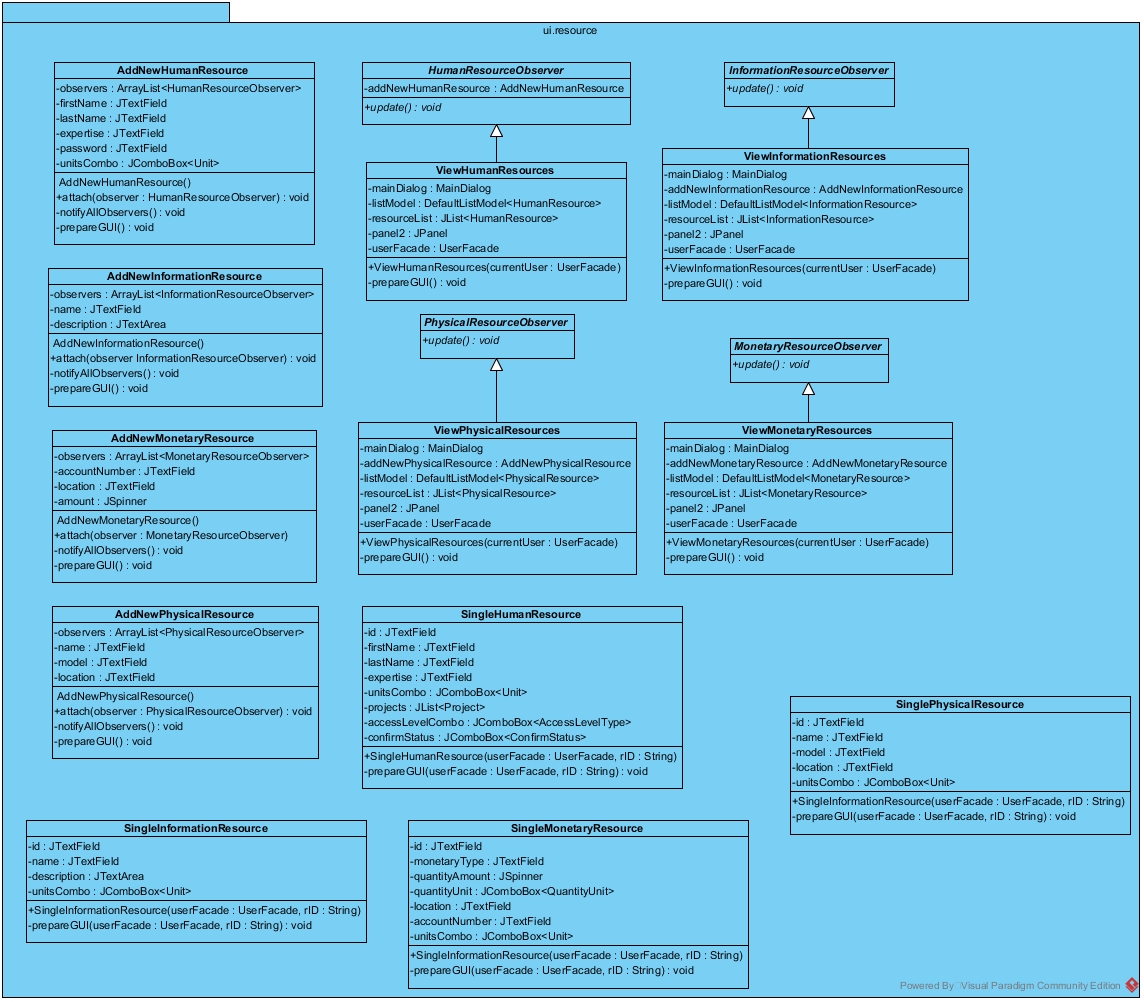 ui.resource
AddNewHumanResource
-observers : ArrayList<HumanResourceObserver>
-firstName : JTextField
-lastName : JTextField
-expertise : JTextField
-password : JTextField
-unitsCombo : JComboBox<Unit>
AddNewHumanResource()
+attach(observer : HumanResourceObserver) : void
-notifyAllObservers() : void
-prepareGUI() : void
HumanResourceObserver
-addNewHumanResource : AddNewHumanResource
+update() : void
InformationResourceObserver
+update() : void
ViewHumanResources
-mainDialog : MainDialog
-listModel : DefaultListModel<HumanResource>
-resourceList : JList<HumanResource>
-panel2 : JPanel
-userFacade : UserFacade
+ViewHumanResources(currentUser : UserFacade)
-prepareGUI() : void
ViewInformationResources
-mainDialog : MainDialog
-addNewInformationResource : AddNewInformationResource
-listModel : DefaultListModel<InformationResource>
-resourceList : JList<InformationResource>
-panel2 : JPanel
-userFacade : UserFacade
+ViewInformationResources(currentUser : UserFacade)
-prepareGUI() : void
AddNewInformationResource
-observers : ArrayList<InformationResourceObserver>
-name : JTextField
-description : JTextArea
AddNewInformationResource()
+attach(observer InformationResourceObserver) : void
-notifyAllObservers() : void
-prepareGUI() : void
PhysicalResourceObserver
+update() : void
MonetaryResourceObserver
+update() : void
AddNewMonetaryResource
-observers : ArrayList<MonetaryResourceObserver>
-accountNumber : JTextField
-location : JTextField
-amount : JSpinner
AddNewMonetaryResource()
+attach(observer : MonetaryResourceObserver)
-notifyAllObservers() : void
-prepareGUI() : void
ViewPhysicalResources
-mainDialog : MainDialog
-addNewPhysicalResource : AddNewPhysicalResource
-listModel : DefaultListModel<PhysicalResource>
-resourceList : JList<PhysicalResource>
-panel2 : JPanel
-userFacade : UserFacade
+ViewPhysicalResources(currentUser : UserFacade)
-prepareGUI() : void
ViewMonetaryResources
-mainDialog : MainDialog
-addNewMonetaryResource : AddNewMonetaryResource
-listModel : DefaultListModel<MonetaryResource>
-resourceList : JList<MonetaryResource>
-panel2 : JPanel
-userFacade : UserFacade
+ViewMonetaryResources(currentUser : UserFacade)
-prepareGUI() : void
AddNewPhysicalResource
-observers : ArrayList<PhysicalResourceObserver>
-name : JTextField
-model : JTextField
-location : JTextField
AddNewPhysicalResource()
+attach(observer : PhysicalResourceObserver) : void
-notifyAllObservers() : void
-prepareGUI() : void
SingleHumanResource
-id : JTextField
-firstName : JTextField
-lastName : JTextField
-expertise : JTextField
-unitsCombo : JComboBox<Unit>
-projects : JList<Project>
-accessLevelCombo : JComboBox<AccessLevelType>
-confirmStatus : JComboBox<ConfirmStatus>
+SingleHumanResource(userFacade : UserFacade, rID : String)
-prepareGUI(userFacade : UserFacade, rID : String) : void
SinglePhysicalResource
-id : JTextField
-name : JTextField
-model : JTextField
-location : JTextField
-unitsCombo : JComboBox<Unit>
+SingleInformationResource(userFacade : UserFacade, rID : String)
-prepareGUI(userFacade : UserFacade, rID : String) : void
SingleInformationResource
-id : JTextField
-name : JTextField
-description : JTextArea
-unitsCombo : JComboBox<Unit>
+SingleInformationResource(userFacade : UserFacade, rID : String)
-prepareGUI(userFacade : UserFacade, rID : String) : void
SingleMonetaryResource
-id : JTextField
-monetaryType : JTextField
-quantityAmount : JSpinner
-quantityUnit : JComboBox<QuantityUnit>
-location : JTextField
-accountNumber : JTextField
-unitsCombo : JComboBox<Unit>
+SingleInformationResource(userFacade : UserFacade, rID : String)
-prepareGUI(userFacade : UserFacade, rID : String) : void
Powered By Visual Paradigm Community Edition